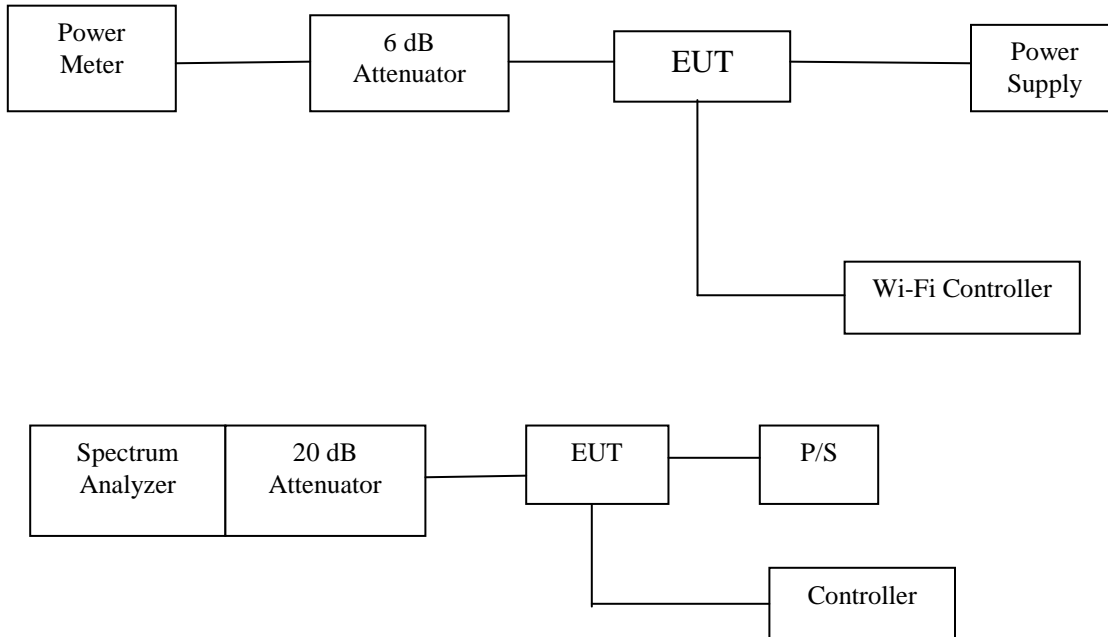 Power
Meter
6 dB
Attenuator
EUT
Power
Supply
Wi-Fi Controller
Spectrum
Analyzer
20 dB
Attenuator
EUT
P/S
Controller